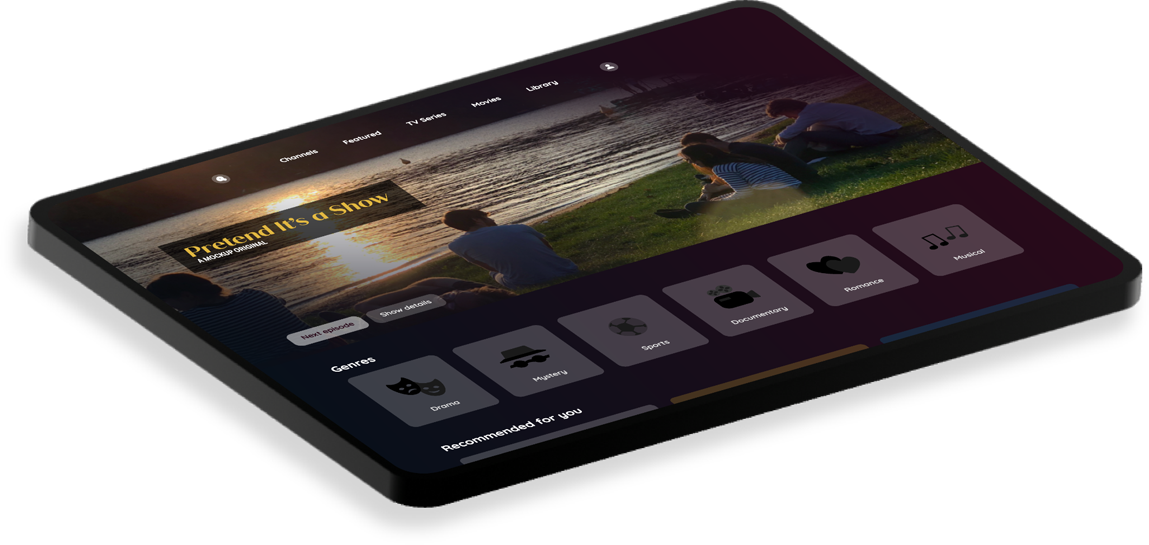 Channels
Featured
TV Series
Movies
Library
Pretend It's a Show
A MOCKUP ORIGINAL
Next episode
Show details
Genres
Drama
Mystery
Sports
Documentary
Romance
Musical
Recommended for you